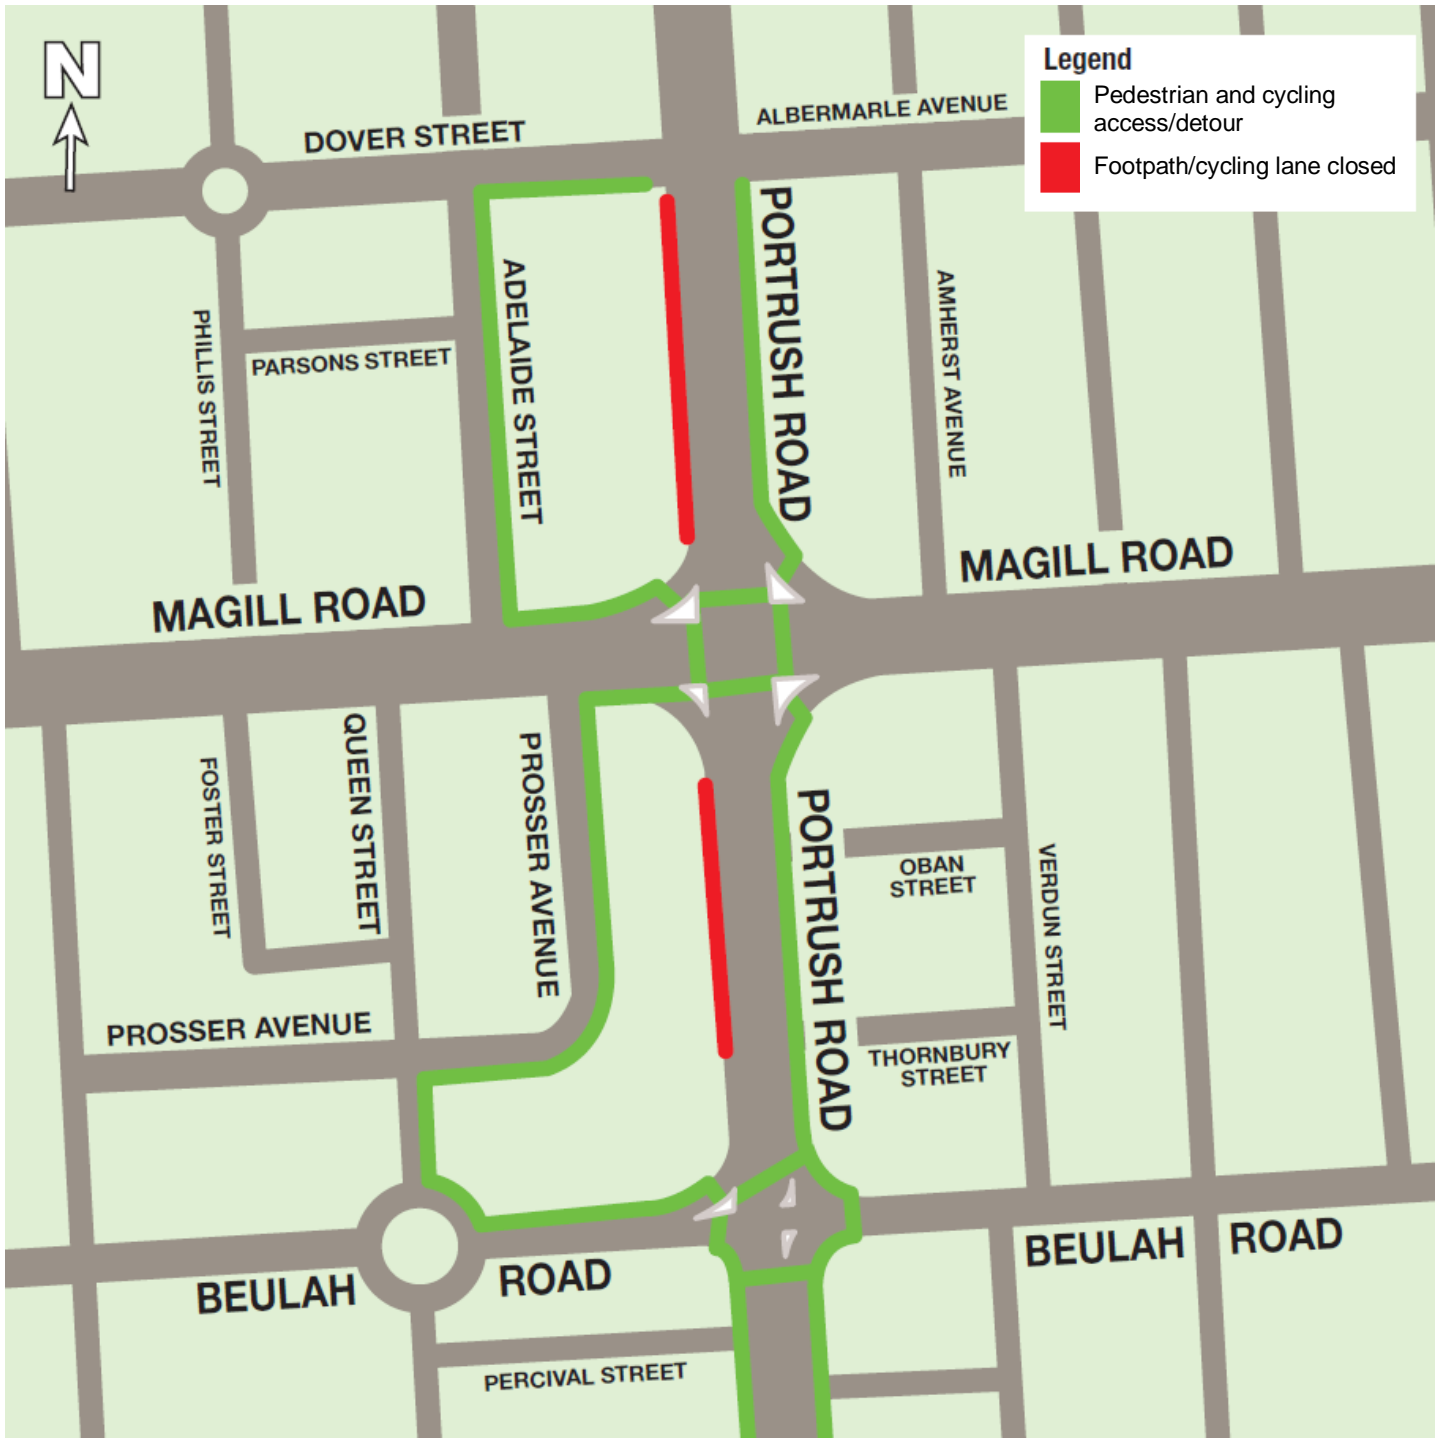 N
Legend
Pedestrian and cycling
access/detour
Footpath/cycling lane closed
ALBERMARLE AVENUE
DOVER STREET
PORTRUSH ROAD
ADELAIDE STREET
AMHERST AVENUE
PHILLIS STREET
PARSONS STREET
MAGILL ROAD
MAGILL ROAD
QUEEN STREET
PROSSER AVENUE
FOSTER STREET
PORTRUSH ROAD
OBAN
STREET
VERDUN STREET
PROSSER AVENUE
THORNBURY
STREET
BEULAH
ROAD
BEULAH
ROAD
PERCIVAL STREET